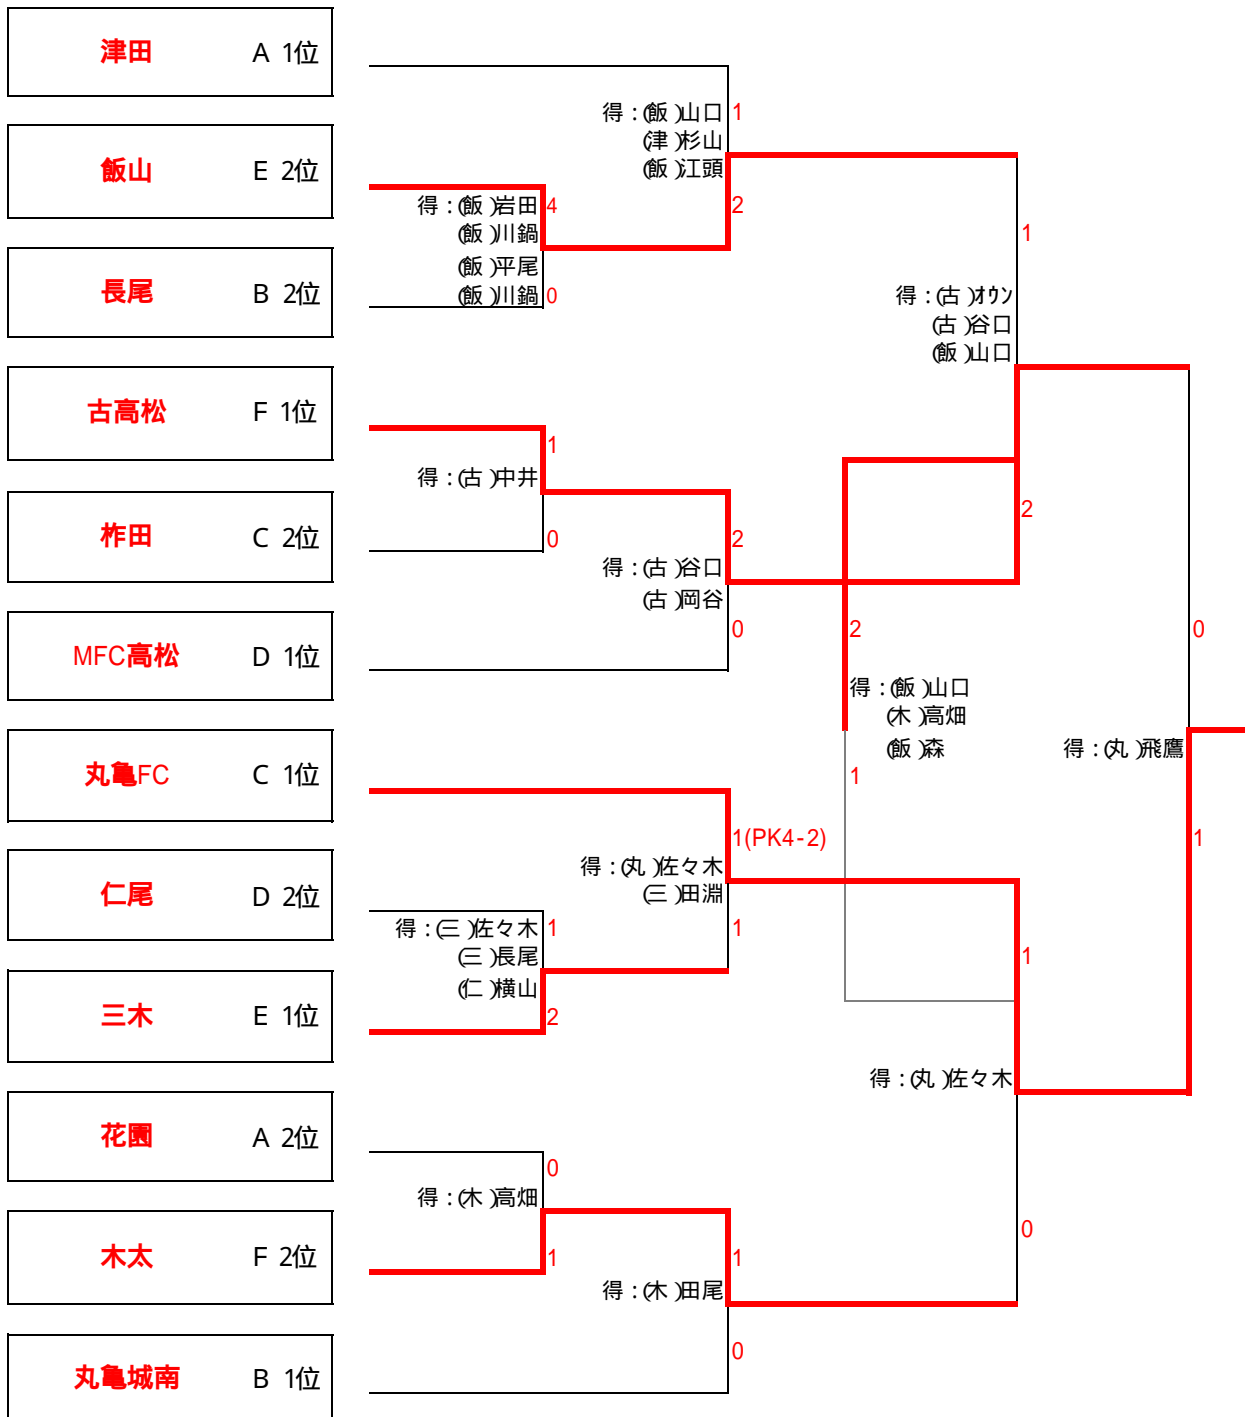 津田 A 1位
得:(飯)山口 1
(津)杉山
(飯)江頭
飯山 E 2位
得:(飯)岩田 4
(飯)川鍋
(飯)平尾
(飯)川鍋 0
2
1
長尾 B 2位
得:(古)オウン
(古)谷口
(飯)山口
古高松 F 1位
1
得:(古)中井
0
柞田 C 2位
2
2
得:(古)谷口
(古)岡谷
0
MFC高松 D 1位
2
0
得:(飯)山口
(木)高畑
(飯)森
1
得:(丸)飛鷹
丸亀FC C 1位
1(PK4-2)
1
得:(丸)佐々木
(三)田淵
1
仁尾 D 2位
得:(三)佐々木 1
(三)長尾
(仁)横山
2
1
三木 E 1位
得:(丸)佐々木
花園 A 2位
0
得:(木)高畑
1
木太 F 2位
1
0
得:(木)田尾
0
丸亀城南 B 1位